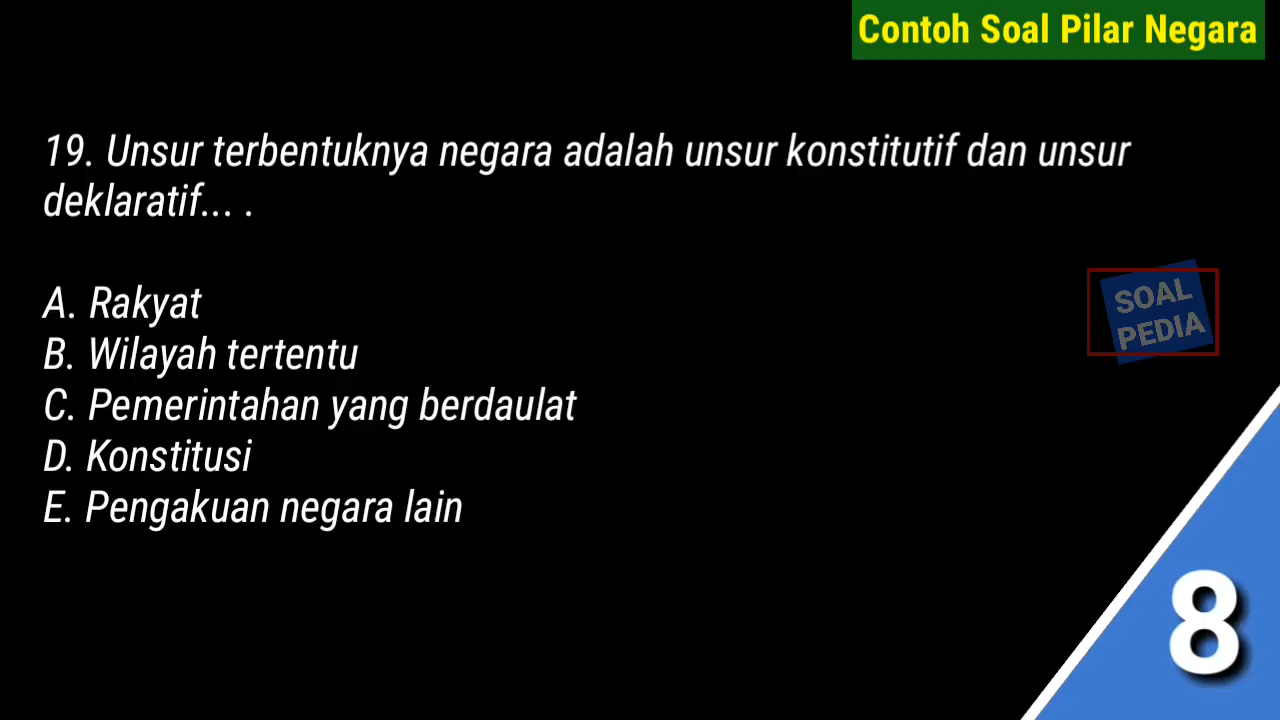 Contoh Soal Pilar Negara
19. Unsur terbentuknya negara adalah unsur konstitutif dan unsur
deklaratif... .
A. Rakyat
B. Wilayah tertentu
C. Pemerintahan yang berdaulat
D. Konstitusi
E. Pengakuan negara lain
SOAL
PEDIA
8